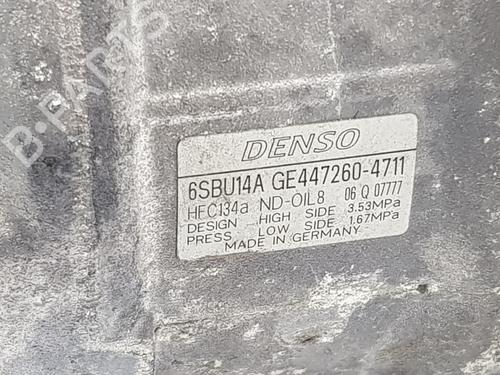 B-PARTS
DENSO
6SBU14A GE447260-4711
HFC134a ND-OIL8 06 Q 07777
DESIGN HIGH SIDE 3.53MPa
PRESS LOW SIDE 1.67MPa
MADE IN GERMANY